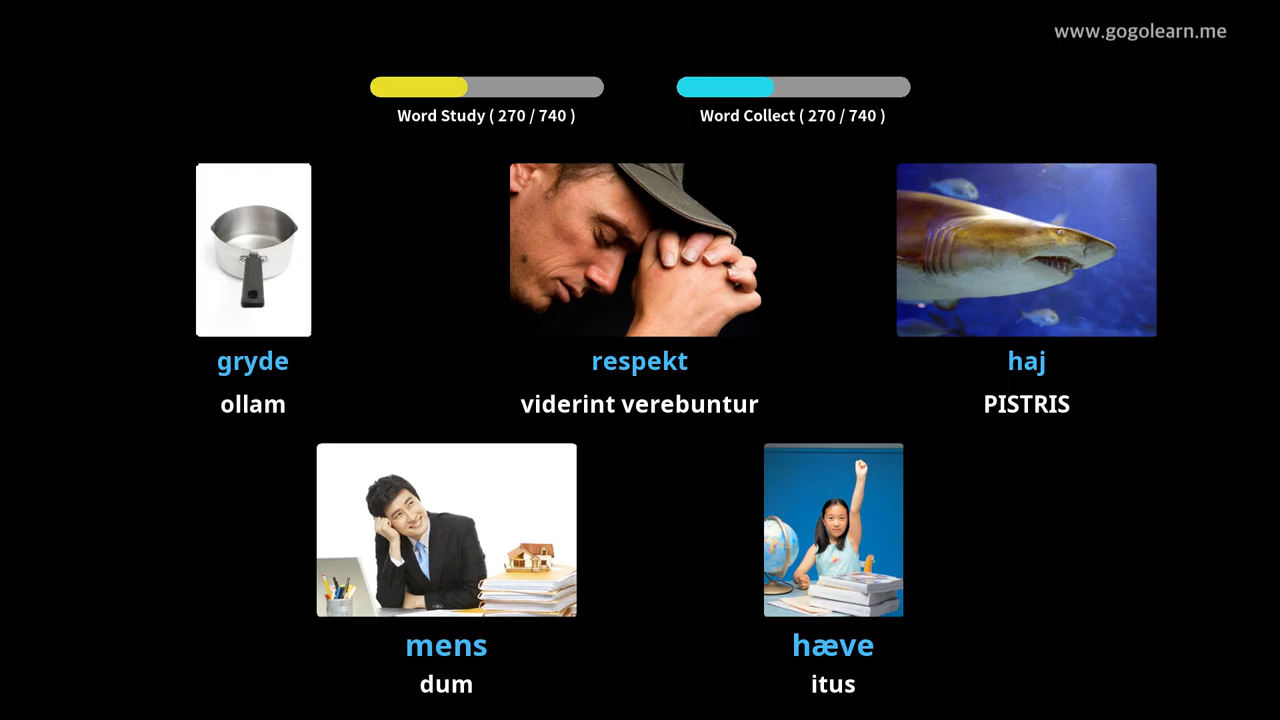 www.gogolearn.me
Word Study ( 270 / 740 )
Word Collect ( 270 / 740 )
gryde
respekt
haj
ollam
viderint verebuntur
PISTRIS
mens
hæve
dum
itus